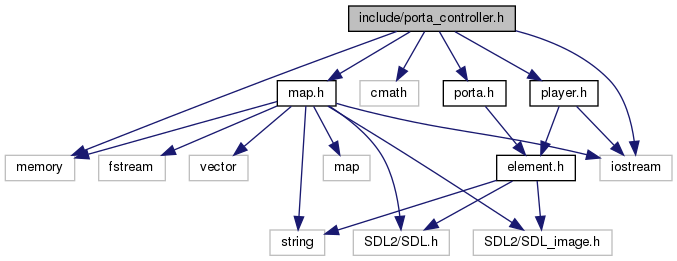 include/porta_controller.h
map.h
cmath
porta.h
player.h
memory
fstream
vector
map
element.h
iostream
string
SDL2/SDL.h
SDL2/SDL_image.h